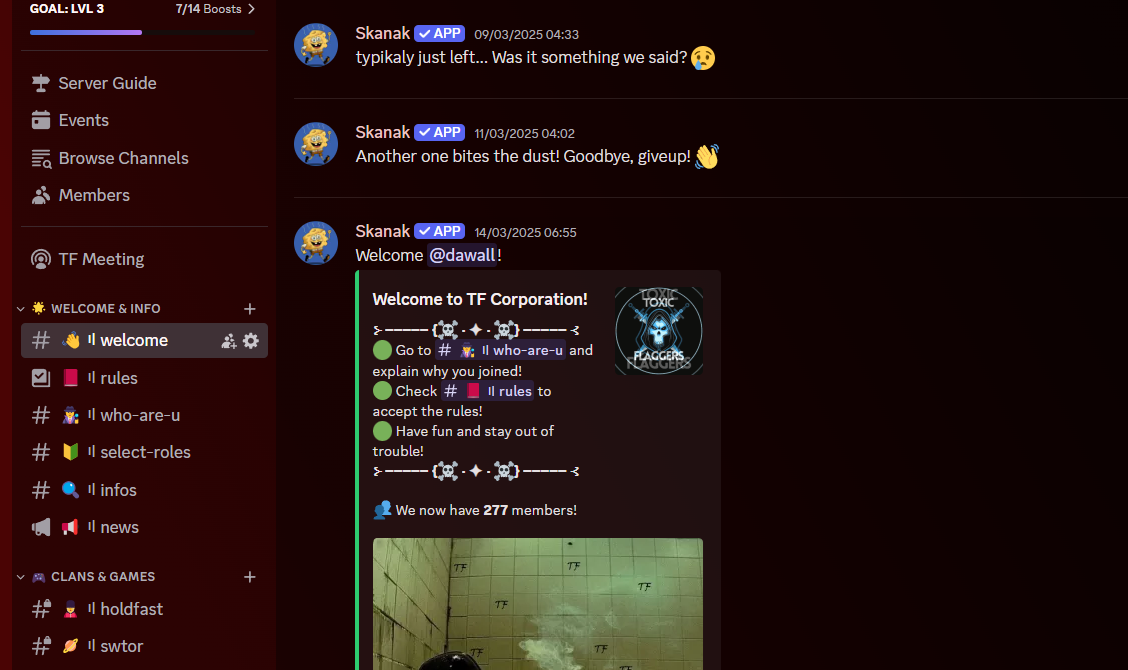 GOAL: LVL 3
7/14 Boosts
Server Guide
Events
Browse Channels
Members
TF Meeting
WELCOME & INFO
welcome
rules
who-are-u
select-roles
infos
news
CLANS & GAMES
holdfast
swtor
Skanak APP 09/03/2025 04:33
typikaly just left... Was it something we said? 😢
Skanak APP 11/03/2025 04:02
Another one bites the dust! Goodbye, giveup! 👋
Skanak APP 14/03/2025 06:55
Welcome @dawall!
Welcome to TF Corporation!
Go to # who-are-u and
explain why you joined!
Check # rules to
accept the rules!
Have fun and stay out of
trouble!
We now have 277 members!
TOXIC
TOXIC
FLAGGERS
FLAGGERS
TF
TF
TF
TF
TF
TF
TF